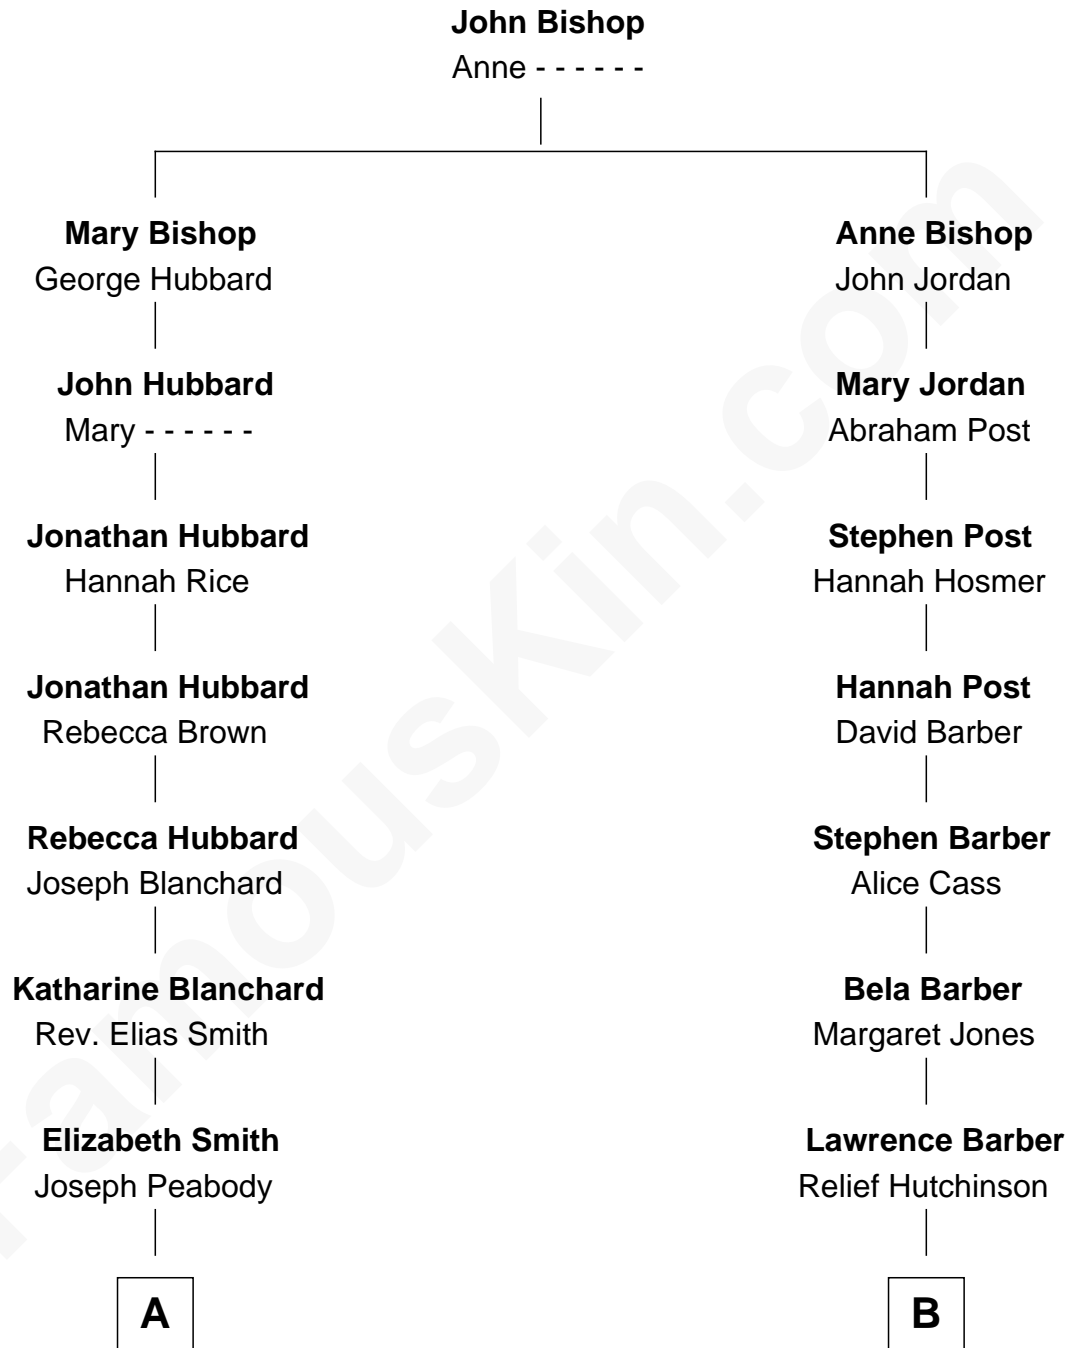 John Bishop
Anne - - - - - -
Mary Bishop
George Hubbard
Anne Bishop
John Jordan
John Hubbard
Mary - - - - - -
Mary Jordan
Abraham Post
Jonathan Hubbard
Hannah Rice
Stephen Post
Hannah Hosmer
Jonathan Hubbard
Rebecca Brown
Hannah Post
David Barber
Rebecca Hubbard
Joseph Blanchard
Stephen Barber
Alice Cass
Katharine Blanchard
Rev. Elias Smith
Bela Barber
Margaret Jones
Elizabeth Smith
Joseph Peabody
Lawrence Barber
Relief Hutchinson
A
B
FamousKin.com